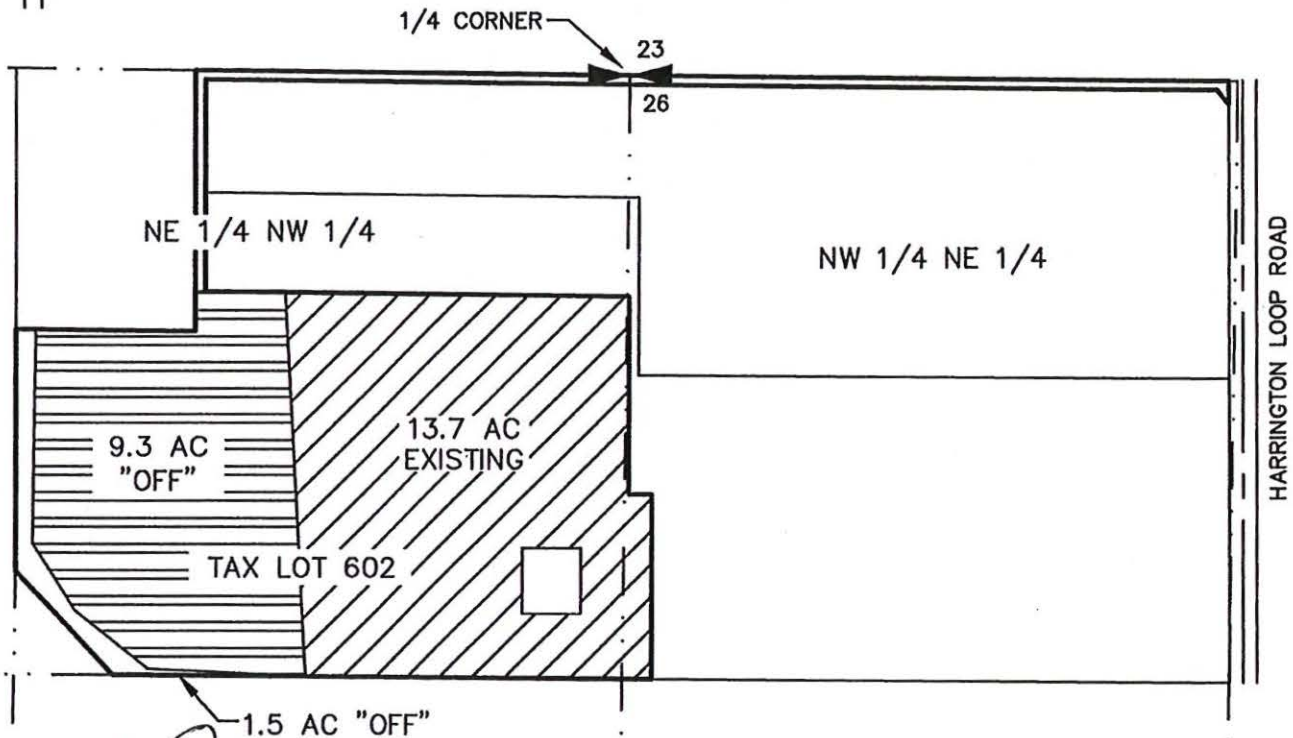 1/4 CORNER
23
26
NE 1/4 NW 1/4
NW 1/4 NE 1/4
HARRINGTON LOOP ROAD
9.3 AC
"OFF"
13.7 AC
EXISTING
TAX LOT 602
1.5 AC "OFF"